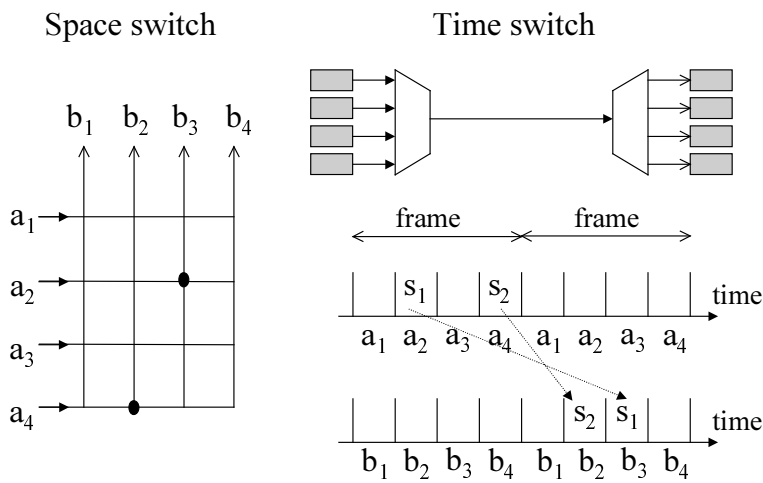 Space switch
Time switch
b₁ b₂ b₃ b₄
a₁
a₂
a₃
a₄
frame frame
s₁ s₂ time
a₁ a₂ a₃ a₄ a₁ a₂ a₃ a₄
s₂ s₁ time
b₁ b₂ b₃ b₄ b₁ b₂ b₃ b₄